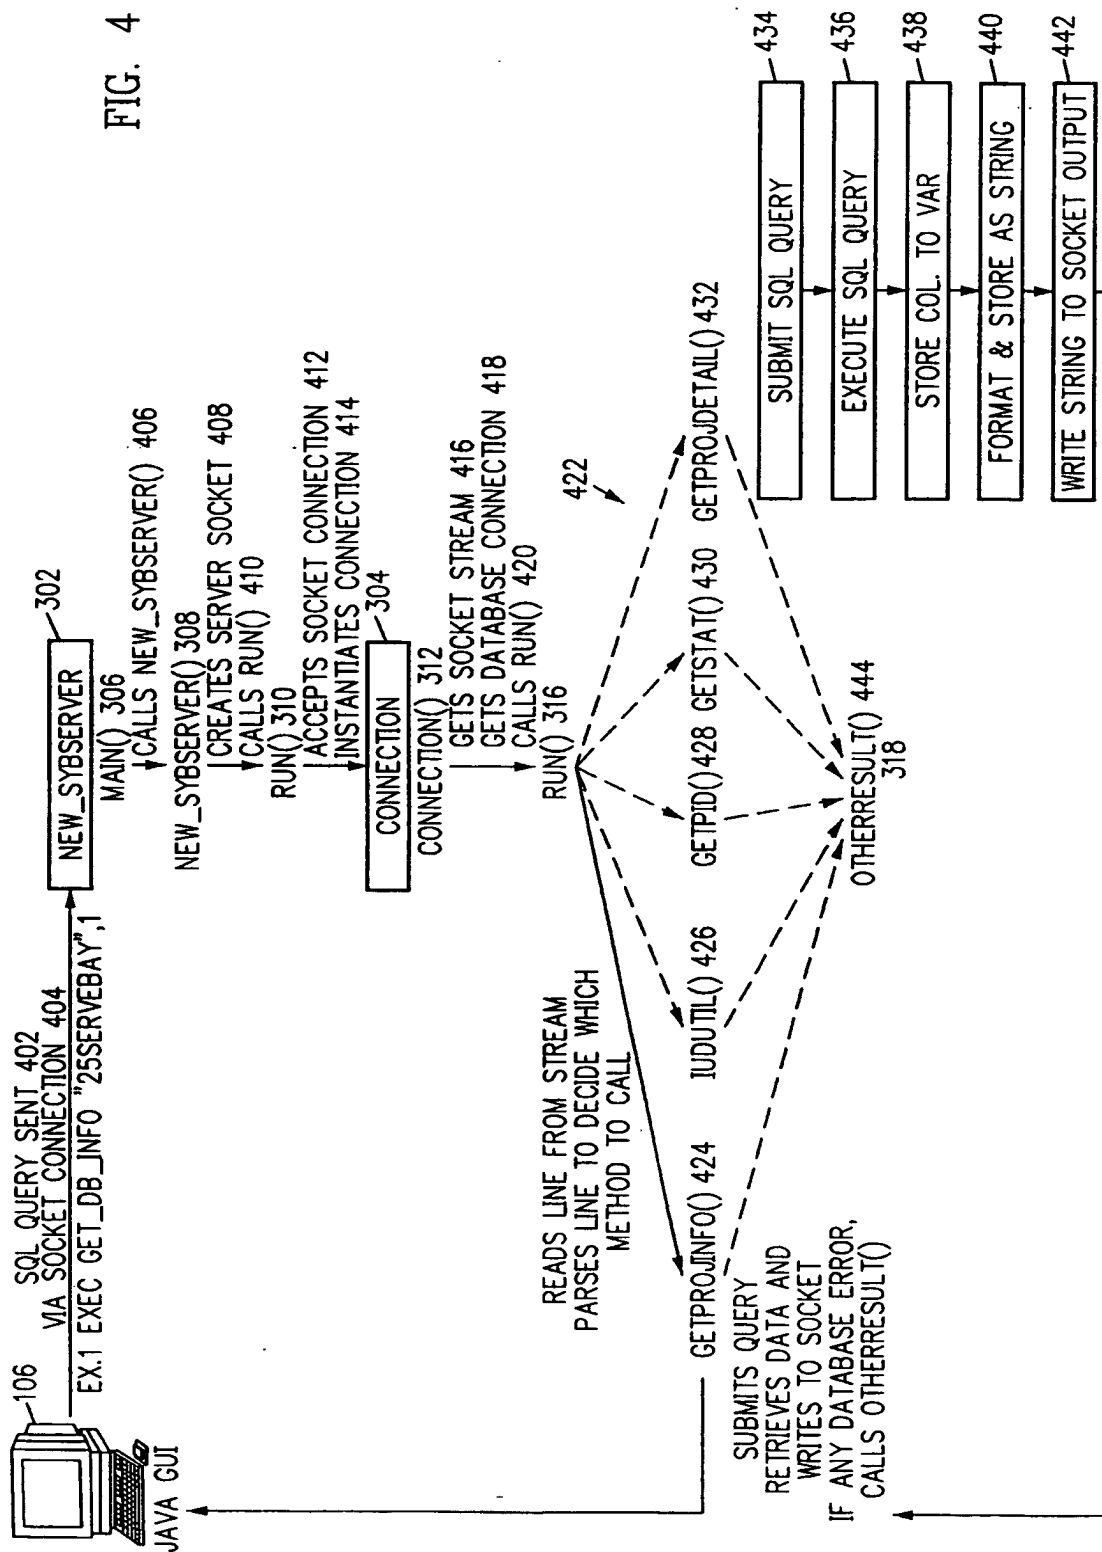 FIG. 4
106
JAVA GUI
SQL QUERY SENT 402
VIA SOCKET CONNECTION 404
EX.1 EXEC GET_DB_INFO "25SERVEBAY",1
302
NEW_SYBSERVER
MAIN() 306
CALLS NEW_SYBSERVER() 406
NEW_SYBSERVER() 308
CREATES SERVER SOCKET 408
CALLS RUN() 410
RUN() 310
ACCEPTS SOCKET CONNECTION 412
INSTANTIATES CONNECTION 414
304
CONNECTION
CONNECTION() 312
GETS SOCKET STREAM 416
GETS DATABASE CONNECTION 418
CALLS RUN() 420
RUN() 316
READS LINE FROM STREAM
PARSES LINE TO DECIDE WHICH
METHOD TO CALL
422
GETPROJINFO() 424
IUDUTIL() 426
GETPID() 428
GETSTAT() 430
GETPROJDETAIL() 432
SUBMITS QUERY
RETRIEVES DATA AND
WRITES TO SOCKET
IF ANY DATABASE ERROR,
CALLS OTHERRESULT()
OTHERRESULT() 444
318
SUBMIT SQL QUERY
434
EXECUTE SQL QUERY
436
STORE COL. TO VAR
438
FORMAT & STORE AS STRING
440
WRITE STRING TO SOCKET OUTPUT
442